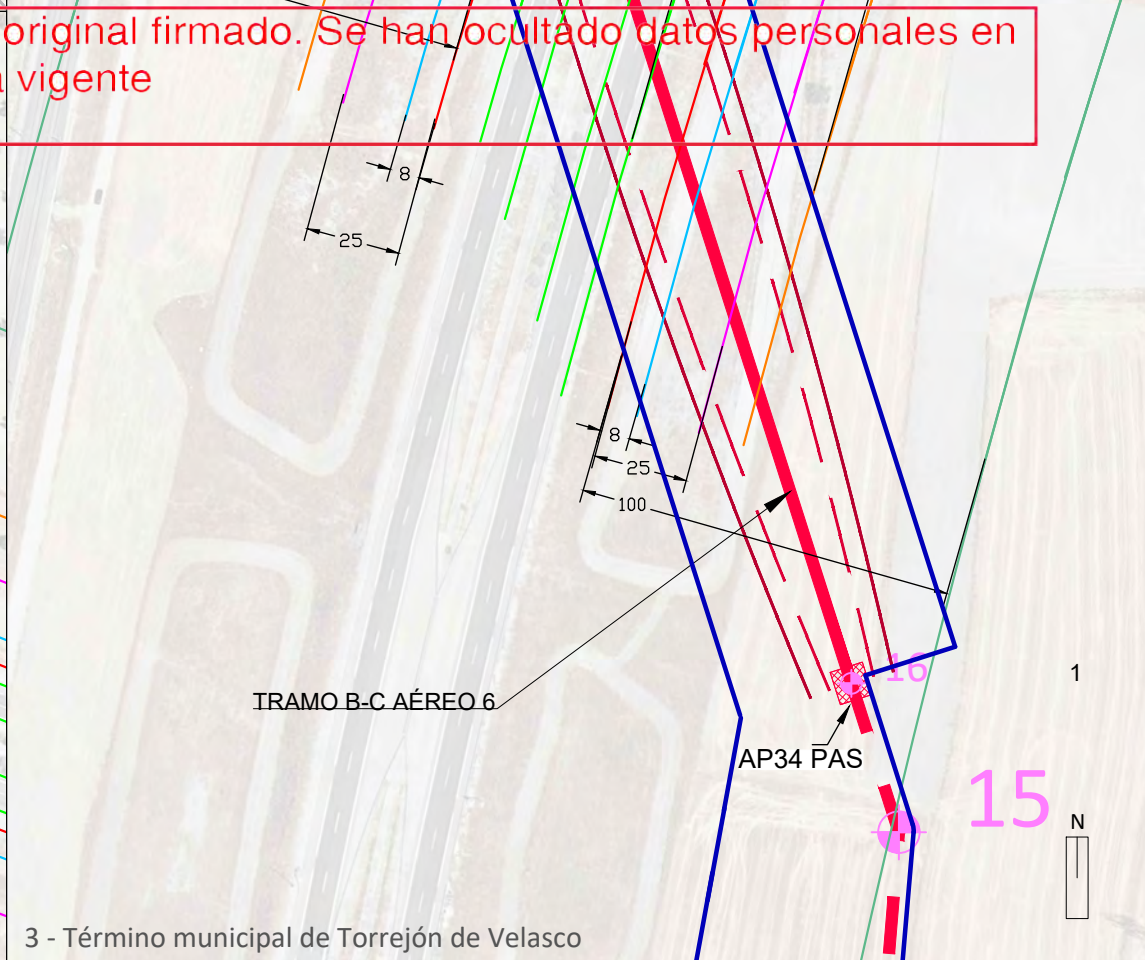 original firmado. Se han ocultado datos personales en
vigente
8
25
8
25
100
TRAMO B-C AÉREO 6
16
1
AP34 PAS
15
N
3 - Término municipal de Torrejón de Velasco